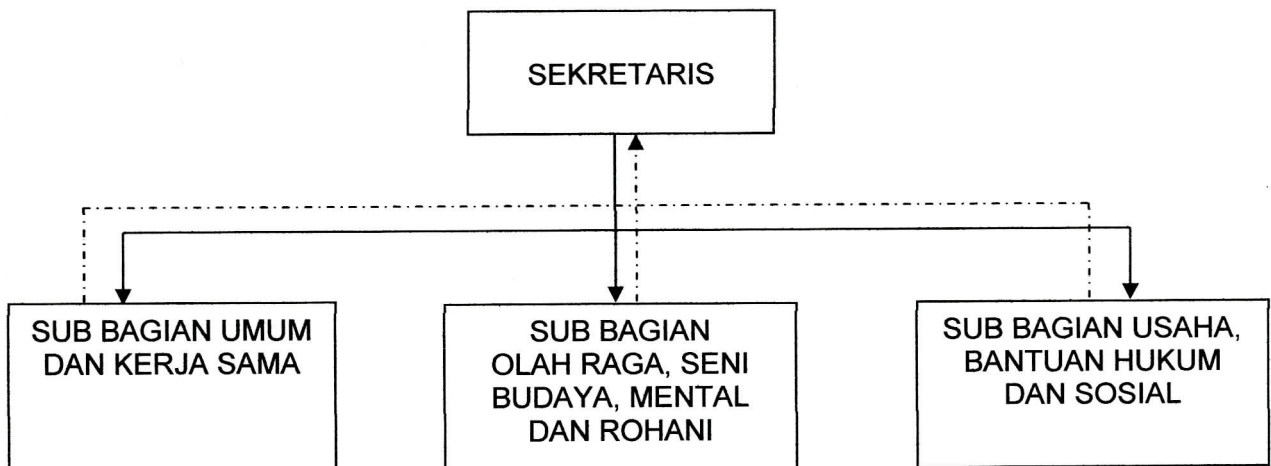 SEKRETARIS
SUB BAGIAN UMUM
DAN KERJA SAMA
SUB BAGIAN
OLAH RAGA, SENI
BUDAYA, MENTAL
DAN ROHANI
SUB BAGIAN USAHA,
BANTUAN HUKUM
DAN SOSIAL